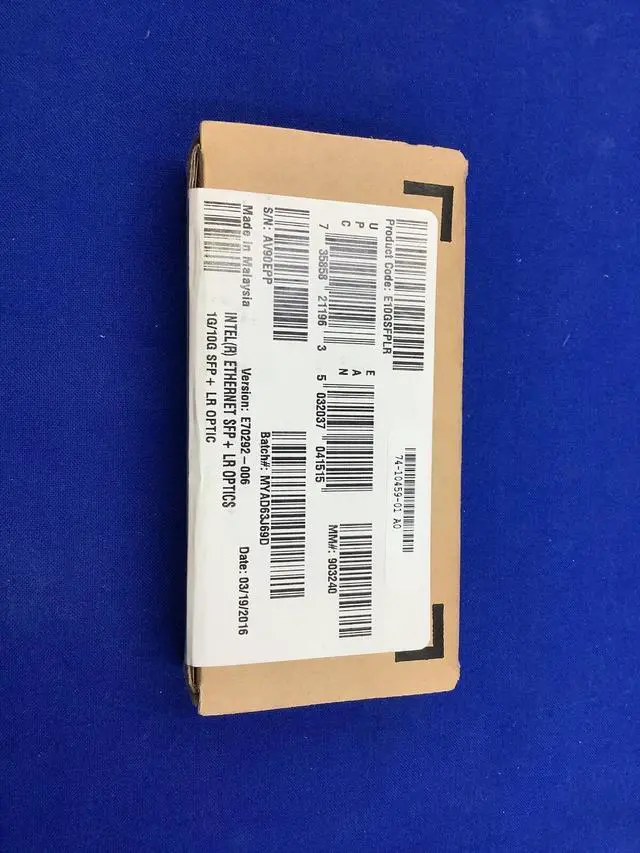 Product Code: E10GSFPLR
74-10459-01 A0
U P C
7 35858 21196 3
E A N
5 032037 041515
MM#: 903240
S/N: AV90EPP
Batch#: MYAD63J69D
Made in Malaysia
Version: E70292-006
Date: 03/19/2016
INTEL(R) ETHERNET SFP+ LR OPTICS
1G/10G SFP + LR OPTIC